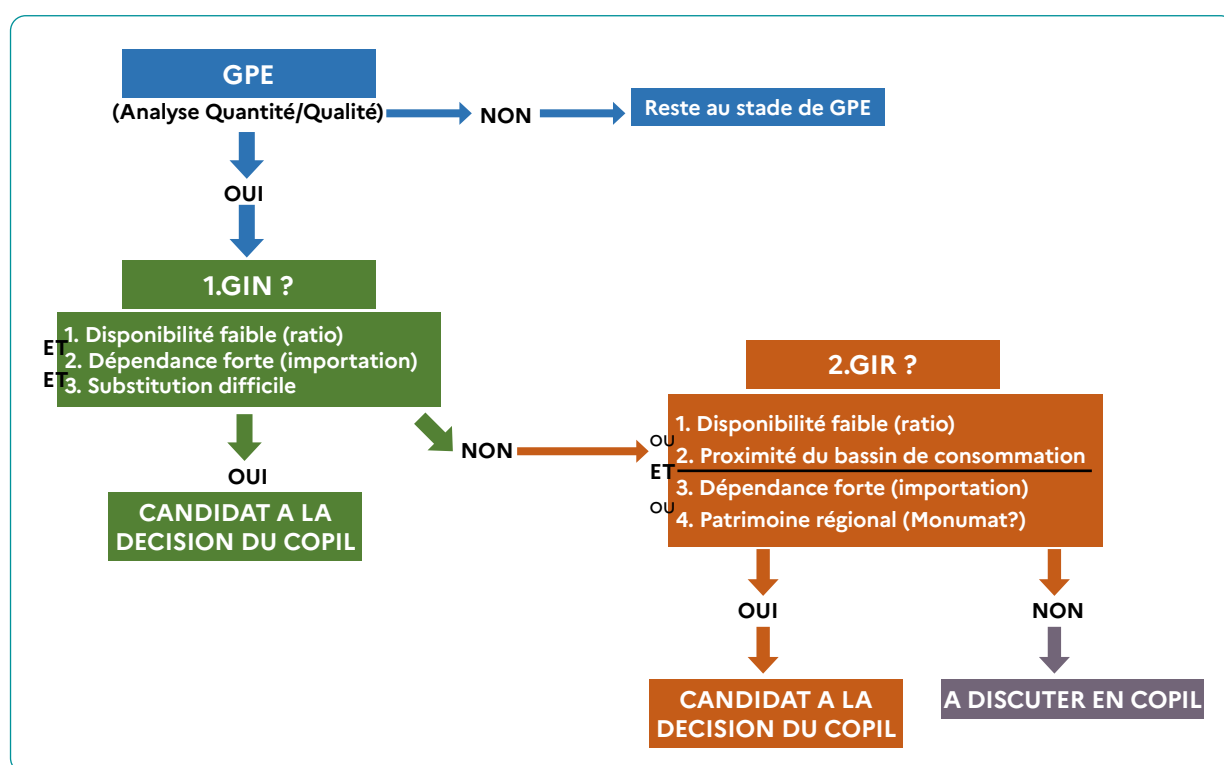 GPE
(Analyse Quantité/Qualité)
NON
Reste au stade de GPE
OUI
1.GIN ?
1. Disponibilité faible (ratio)
ET
2. Dépendance forte (importation)
ET
3. Substitution difficile
OUI
NON
CANDIDAT A LA
DECISION DU COPIL
2.GIR ?
1. Disponibilité faible (ratio)
OU
2. Proximité du bassin de consommation
ET
3. Dépendance forte (importation)
OU
4. Patrimoine régional (Monumat?)
OUI
NON
CANDIDAT A LA
DECISION DU COPIL
A DISCUTER EN COPIL